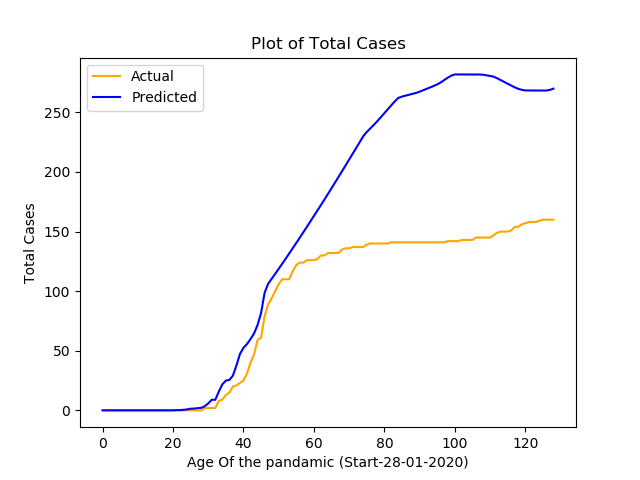 Plot of Total Cases
Actual
Predicted
250
200
150
100
50
0
Total Cases
0 20 40 60 80 100 120
Age Of the pandamic (Start-28-01-2020)